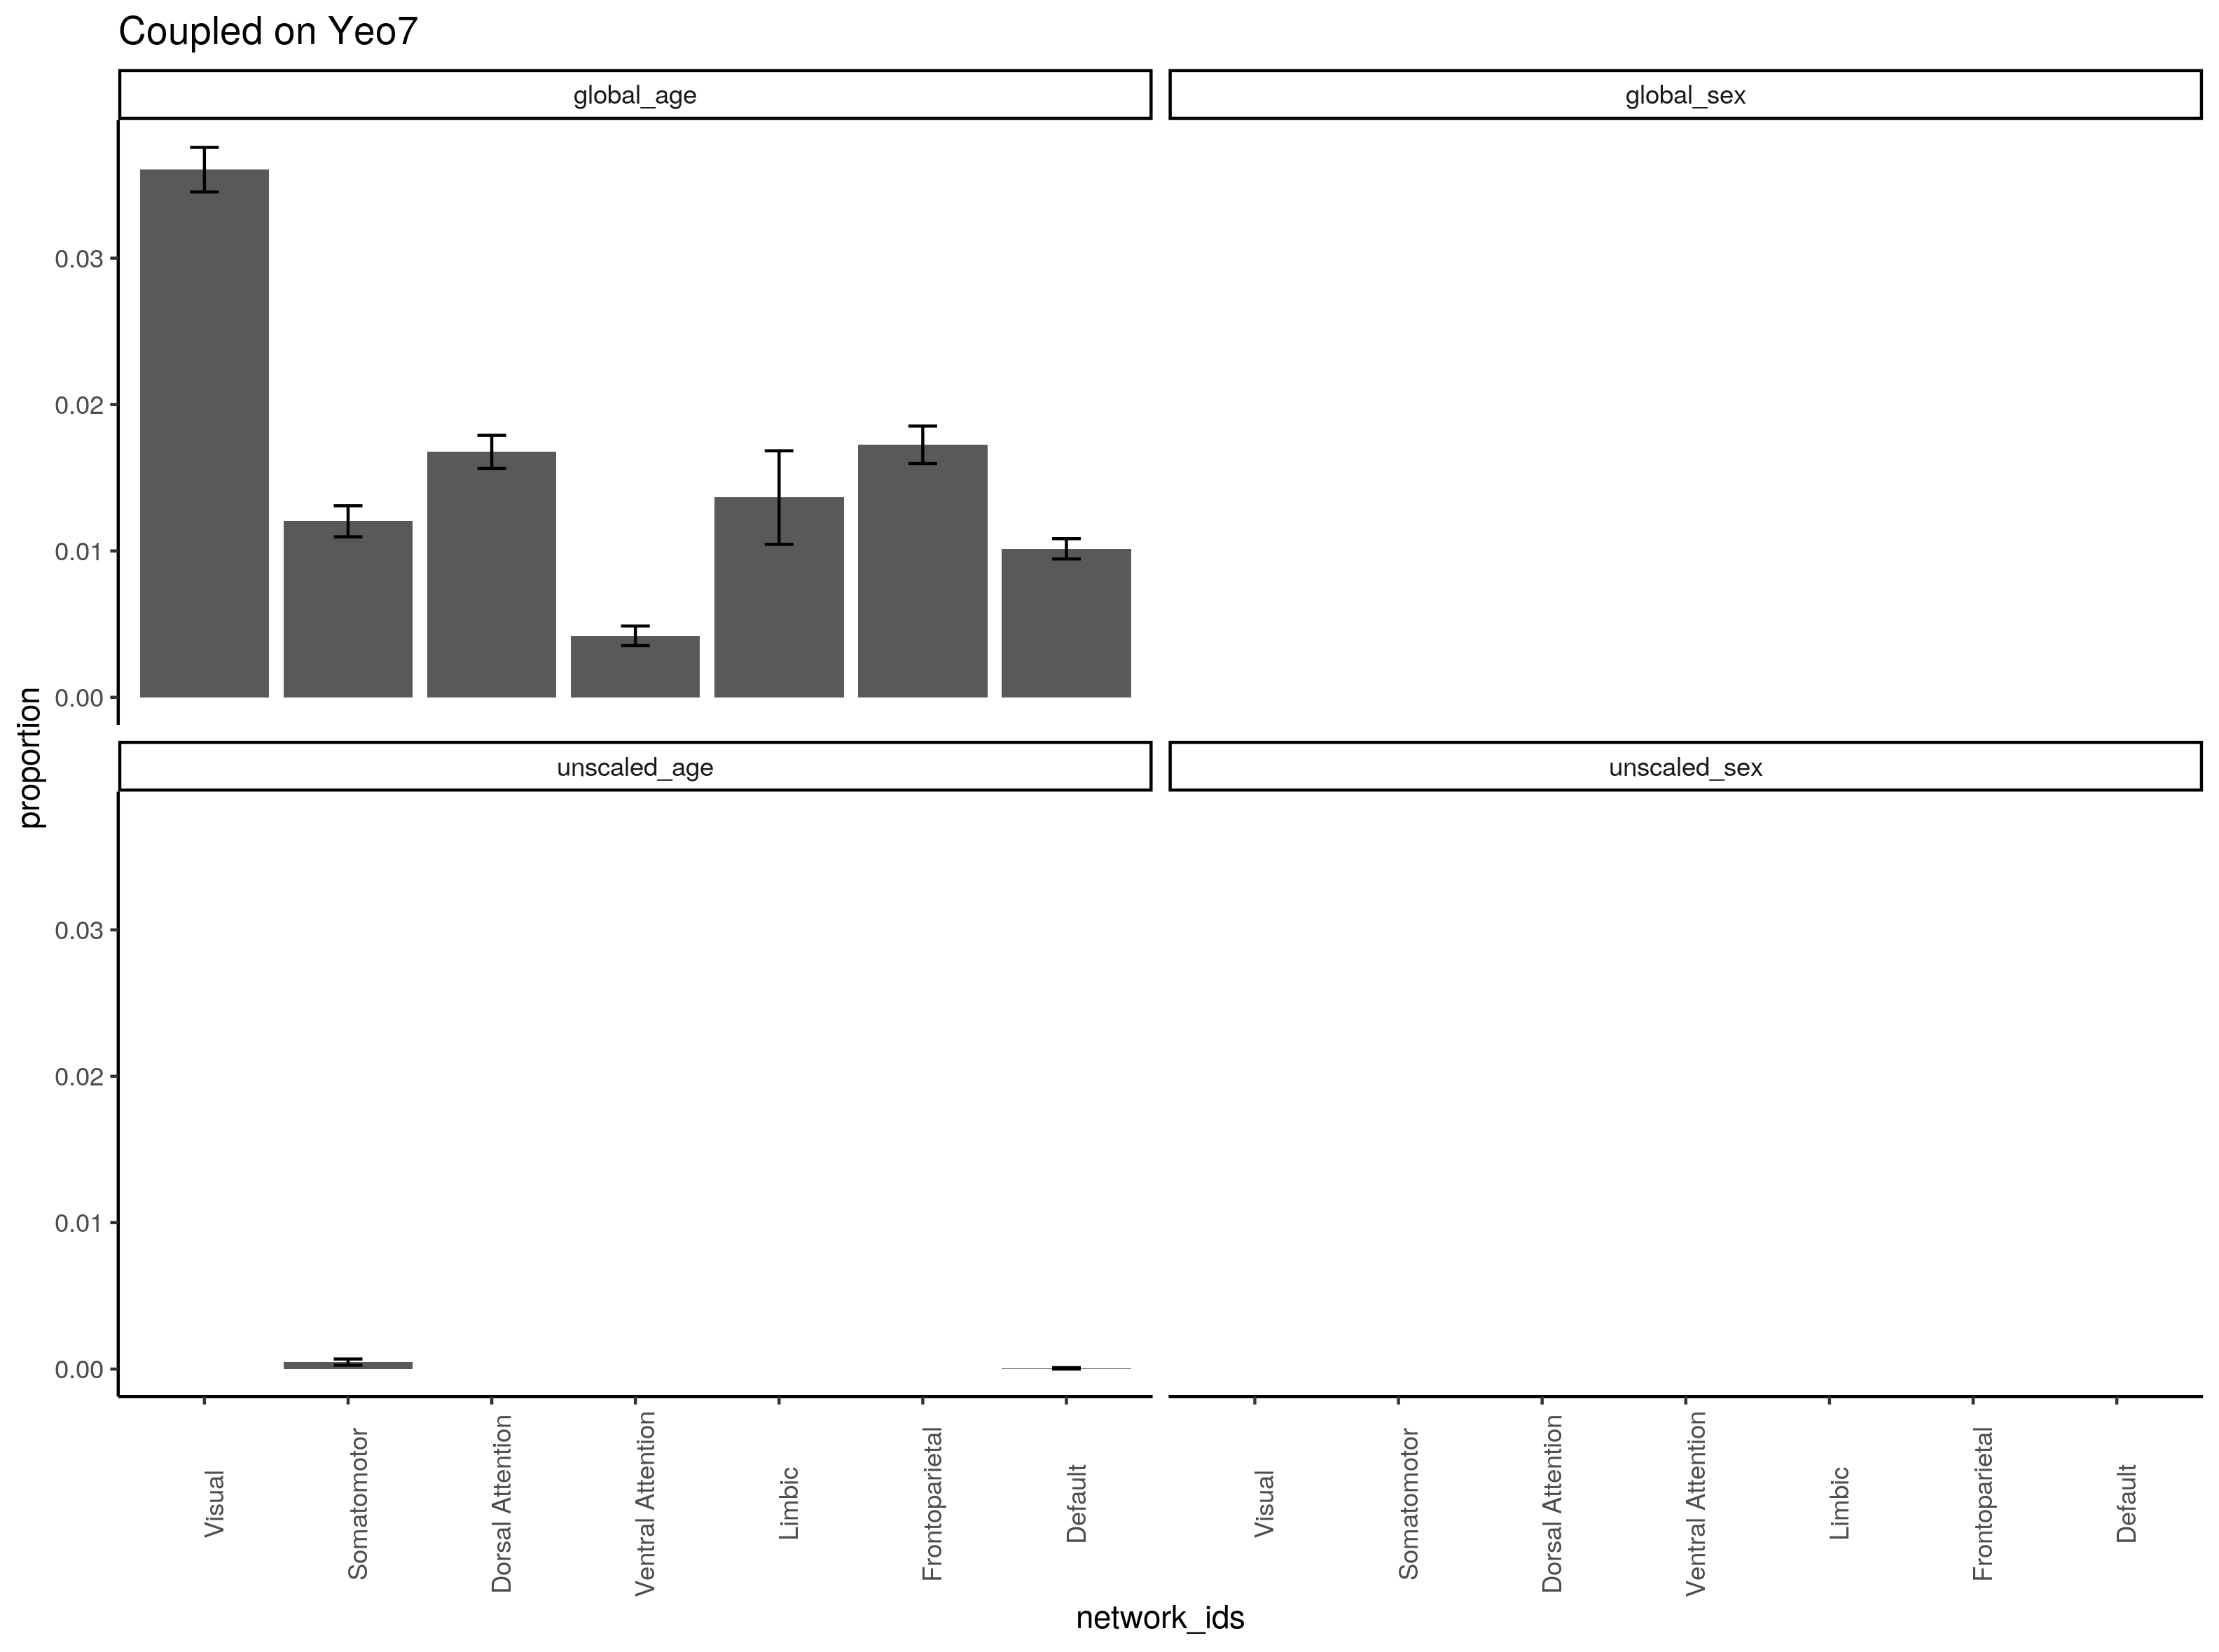 Coupled on Yeo7
global_age
global_sex
0.03
0.02
0.01
0.00
unscaled_age
unscaled_sex
0.03
0.02
0.01
0.00
proportion
Visual
Somatomotor
Dorsal Attention
Ventral Attention
Limbic
Frontoparietal
Default
Visual
Somatomotor
Dorsal Attention
Ventral Attention
Limbic
Frontoparietal
Default
network_ids